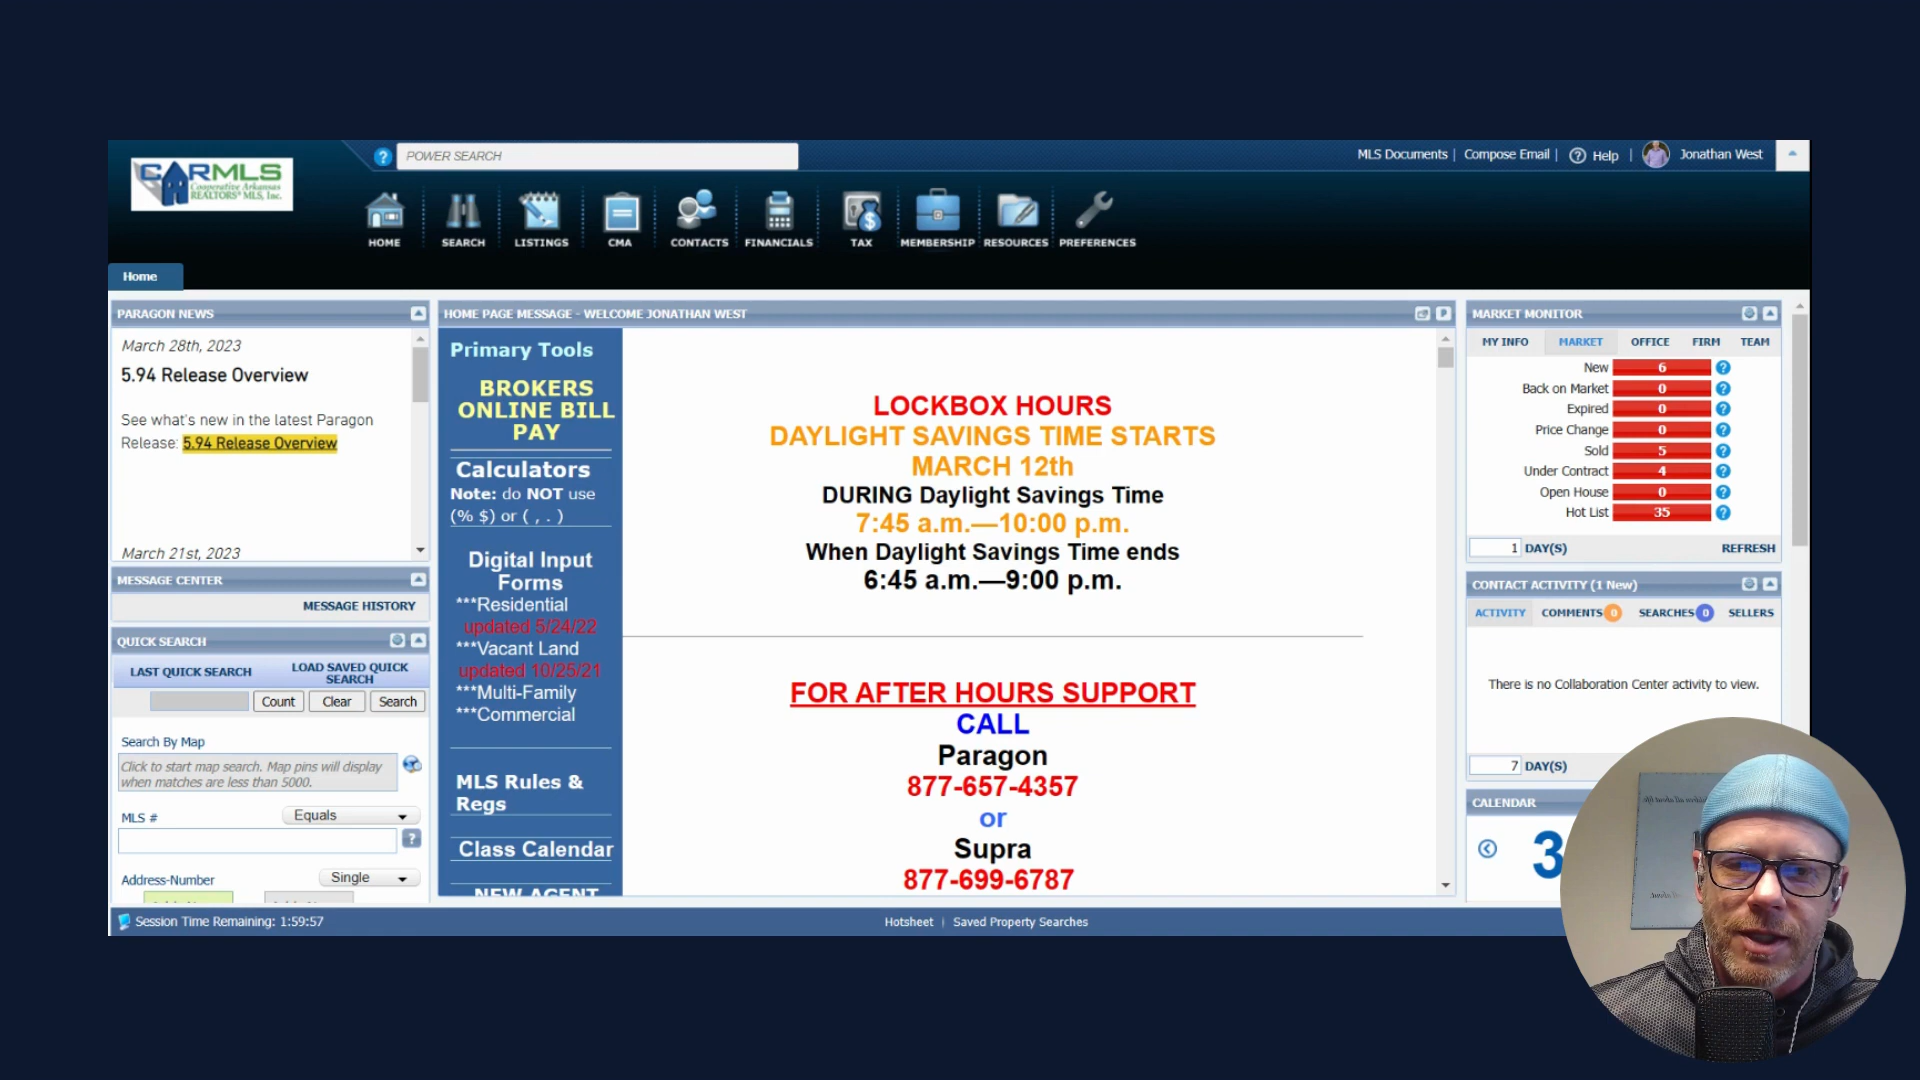 CARMLS
Cooperative Arkansas
REALTORS® MLS, Inc.
POWER SEARCH
MLS Documents | Compose Email | Help | Jonathan West
HOME
SEARCH
LISTINGS
CMA
CONTACTS
FINANCIALS
TAX
MEMBERSHIP
RESOURCES
PREFERENCES
Home
PARAGON NEWS
March 28th, 2023
5.94 Release Overview
See what's new in the latest Paragon
Release: 5.94 Release Overview
March 21st, 2023
MESSAGE CENTER
MESSAGE HISTORY
QUICK SEARCH
LAST QUICK SEARCH
LOAD SAVED QUICK
SEARCH
Count
Clear
Search
Search By Map
Click to start map search. Map pins will display
when matches are less than 5000.
MLS #
Equals
Address-Number
Single
HOME PAGE MESSAGE - WELCOME JONATHAN WEST
Primary Tools
BROKERS
ONLINE BILL
PAY
Calculators
Note: do NOT use
(% $) or ( , . )
Digital Input
Forms
***Residential
updated 5/24/22
***Vacant Land
updated 10/25/21
***Multi-Family
***Commercial
MLS Rules &
Regs
Class Calendar
NEW AGENT
LOCKBOX HOURS
DAYLIGHT SAVINGS TIME STARTS
MARCH 12th
DURING Daylight Savings Time
7:45 a.m.—10:00 p.m.
When Daylight Savings Time ends
6:45 a.m.—9:00 p.m.
FOR AFTER HOURS SUPPORT
CALL
Paragon
877-657-4357
or
Supra
877-699-6787
MARKET MONITOR
MY INFO
MARKET
OFFICE
FIRM
TEAM
New 6
Back on Market 0
Expired 0
Price Change 0
Sold 5
Under Contract 4
Open House 0
Hot List 35
1 DAY(S)
REFRESH
CONTACT ACTIVITY (1 New)
ACTIVITY
COMMENTS 0
SEARCHES 0
SELLERS
There is no Collaboration Center activity to view.
7 DAY(S)
CALENDAR
3
Session Time Remaining: 1:59:57
Hotsheet | Saved Property Searches